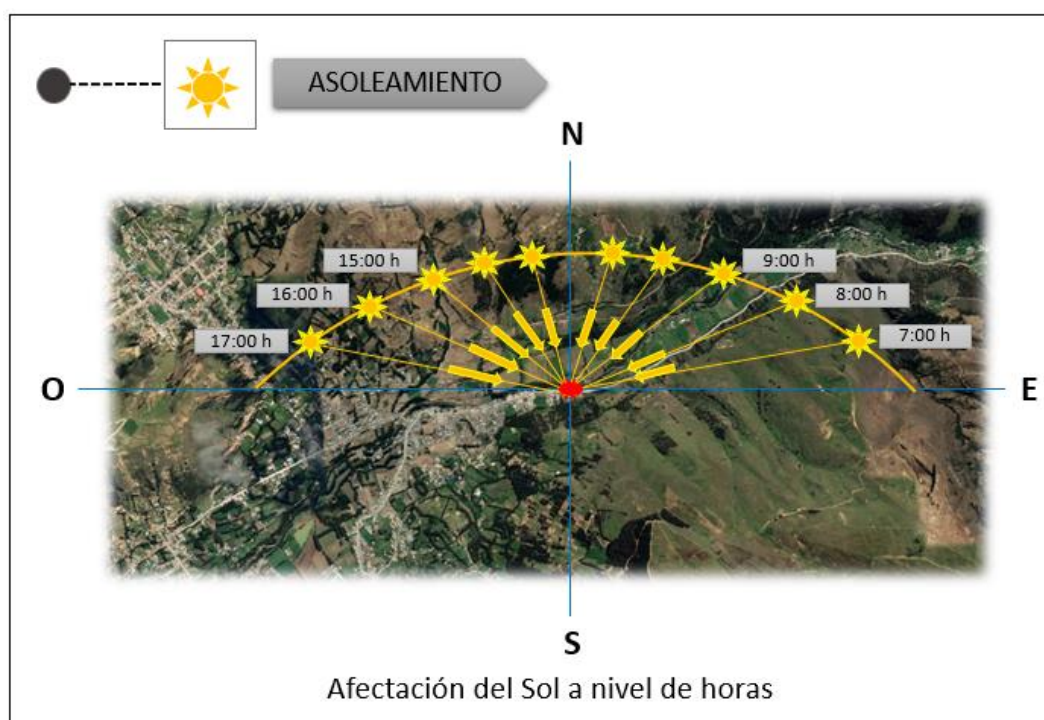 ASOLEAMIENTO
N
15:00 h
9:00 h
16:00 h
8:00 h
17:00 h
7:00 h
O
E
S
Afectación del Sol a nivel de horas